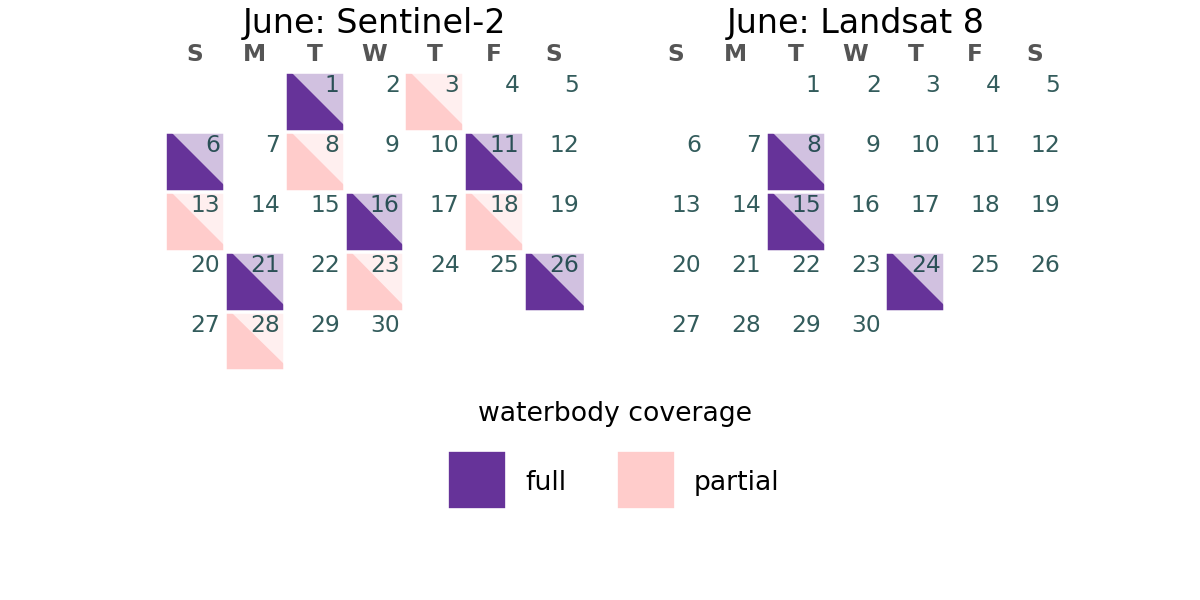 June: Sentinel-2
S M T W T F S
1 2 3 4 5
6 7 8 9 10 11 12
13 14 15 16 17 18 19
20 21 22 23 24 25 26
27 28 29 30
June: Landsat 8
S M T W T F S
1 2 3 4 5
6 7 8 9 10 11 12
13 14 15 16 17 18 19
20 21 22 23 24 25 26
27 28 29 30
waterbody coverage
full
partial